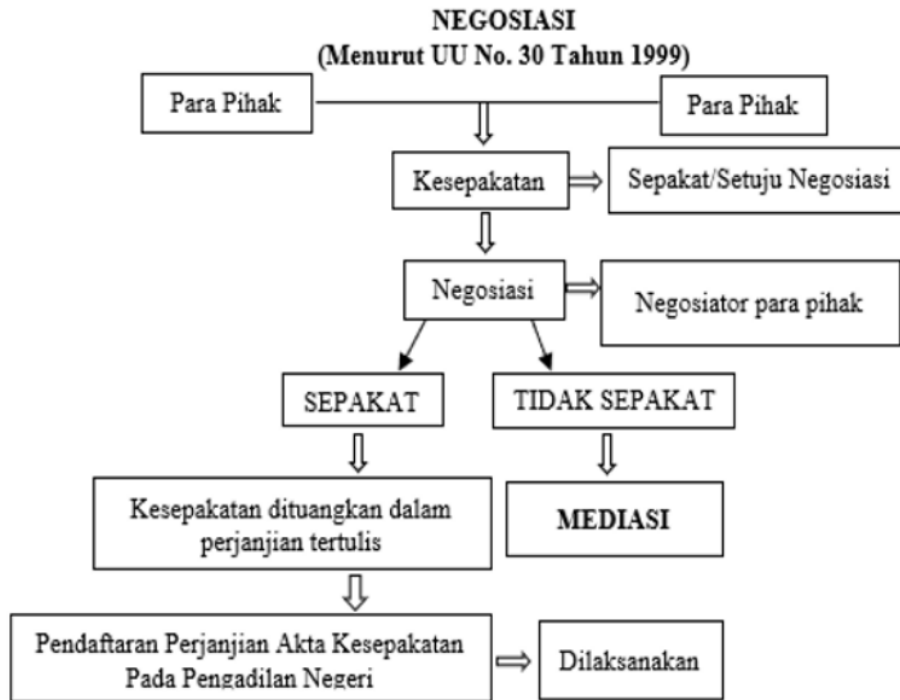 NEGOSIASI
(Menurut UU No. 30 Tahun 1999)
Para Pihak
Para Pihak
Kesepakatan
Sepakat/Setuju Negosiasi
Negosiasi
Negosiator para pihak
SEPAKAT
TIDAK SEPAKAT
Kesepakatan dituangkan dalam
perjanjian tertulis
MEDIASI
Pendaftaran Perjanjian Akta Kesepakatan
Pada Pengadilan Negeri
Dilaksanakan